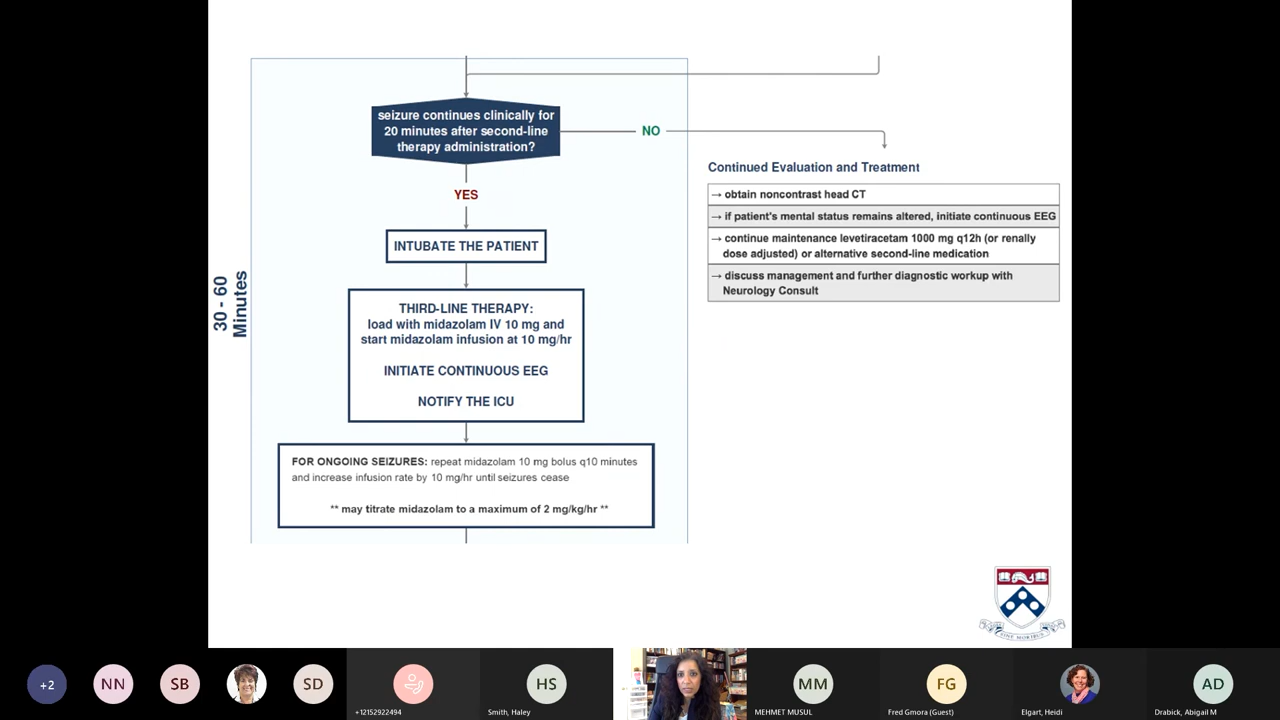 seizure continues clinically for
20 minutes after second-line
therapy administration?
NO
YES
INTUBATE THE PATIENT
30 - 60
Minutes
THIRD-LINE THERAPY:
load with midazolam IV 10 mg and
start midazolam infusion at 10 mg/hr
INITIATE CONTINUOUS EEG
NOTIFY THE ICU
FOR ONGOING SEIZURES: repeat midazolam 10 mg bolus q10 minutes
and increase infusion rate by 10 mg/hr until seizures cease
** may titrate midazolam to a maximum of 2 mg/kg/hr **
Continued Evaluation and Treatment
→ obtain noncontrast head CT
→ if patient's mental status remains altered, initiate continuous EEG
→ continue maintenance levetiracetam 1000 mg q12h (or renally
dose adjusted) or alternative second-line medication
→ discuss management and further diagnostic workup with
Neurology Consult
+2
NN
SB
SD
+12152922494
HS
Smith, Haley
MM
MEHMET MUSUL
FG
Fred Gmora (Guest)
Elgart, Heidi
AD
Drabick, Abigail M